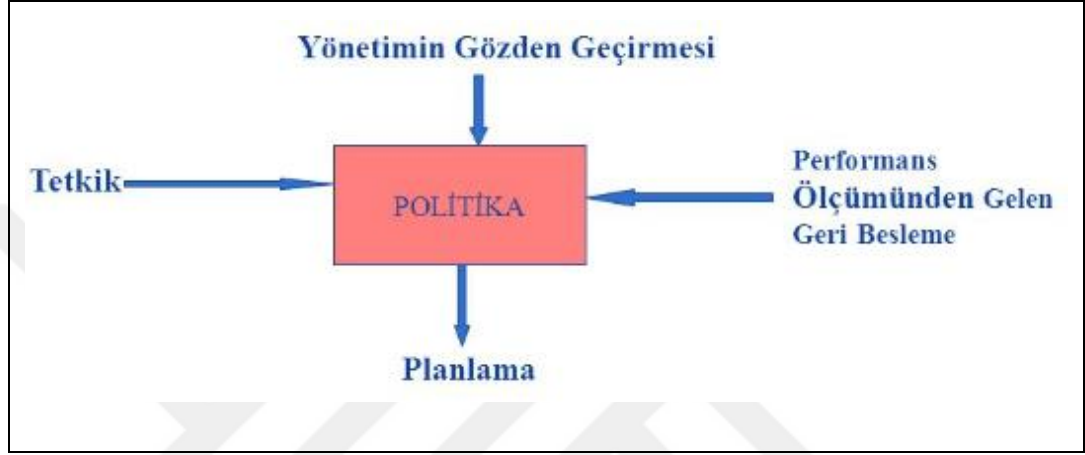 Yönetimin Gözden Geçirmesi
Tetkik
POLİTİKA
Performans
Ölçümünden Gelen
Geri Besleme
Planlama